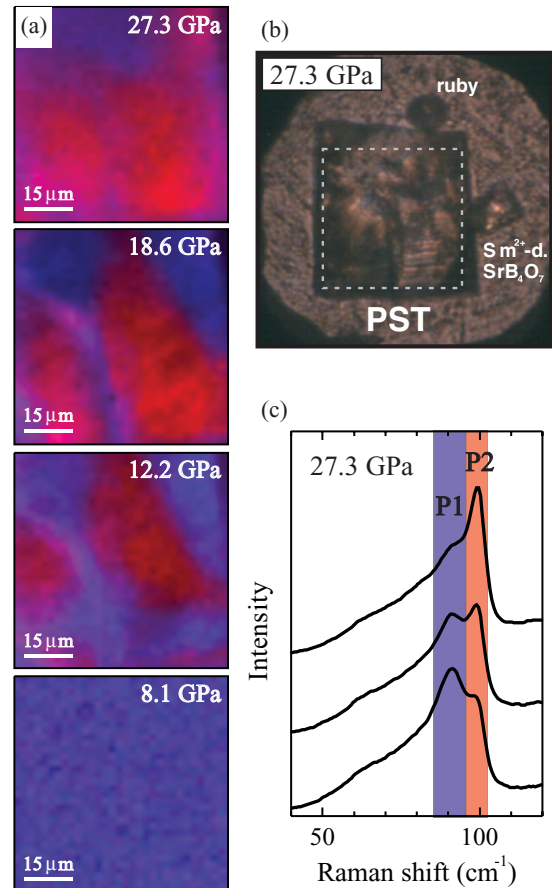 (a)
27.3 GPa
15 μm
18.6 GPa
15 μm
12.2 GPa
15 μm
8.1 GPa
15 μm
(b)
27.3 GPa
ruby
Sm²⁺-d.
SrB₄O₇
PST
(c)
27.3 GPa
P2
P1
Intensity
50
100
Raman shift (cm⁻¹)